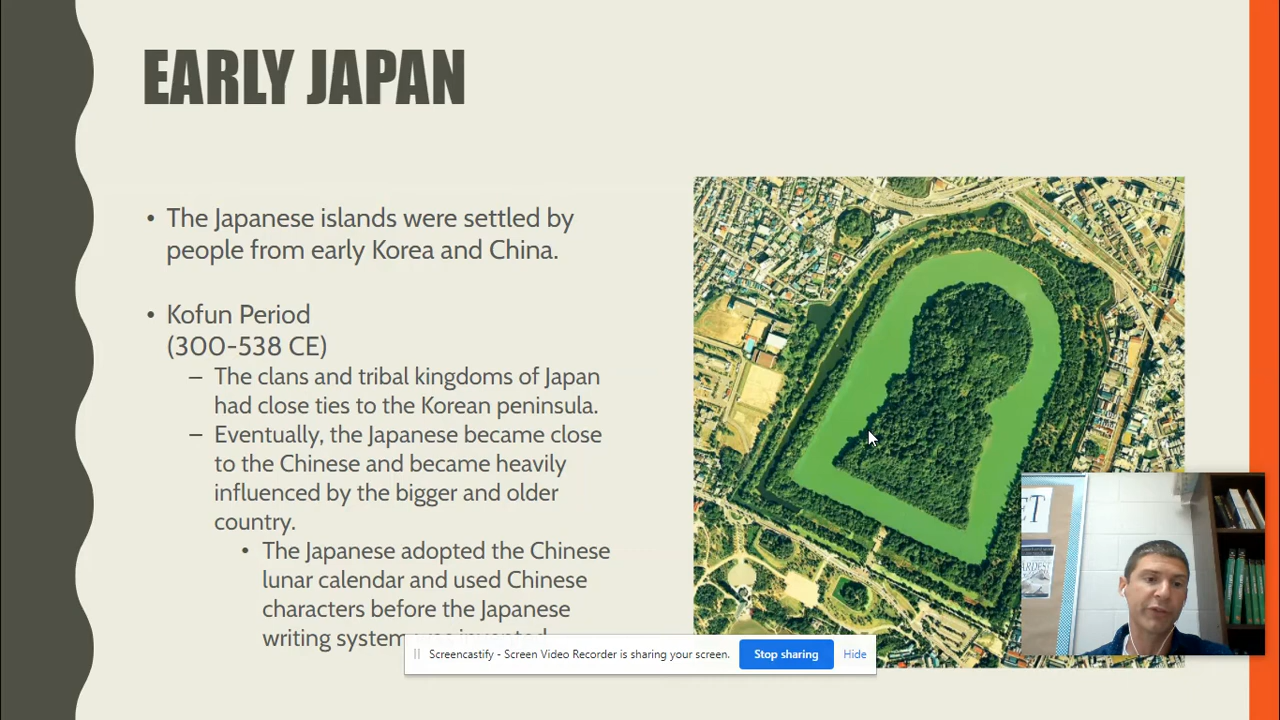 EARLY JAPAN
• The Japanese islands were settled by
people from early Korea and China.
• Kofun Period
(300-538 CE)
– The clans and tribal kingdoms of Japan
had close ties to the Korean peninsula.
– Eventually, the Japanese became close
to the Chinese and became heavily
influenced by the bigger and older
country.
• The Japanese adopted the Chinese
lunar calendar and used Chinese
characters before the Japanese
writing system was invented
Screencastify - Screen Video Recorder is sharing your screen.
Stop sharing
Hide
ET